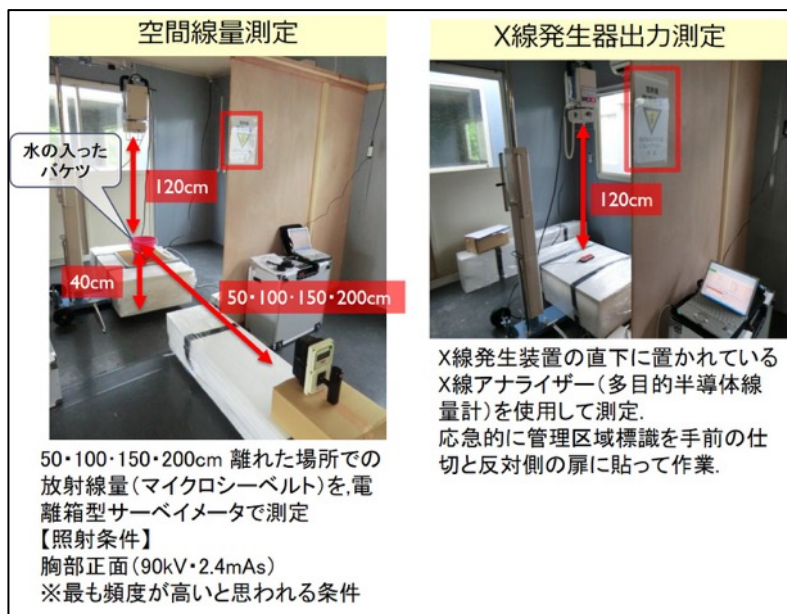 空間線量測定
水の入った
バケツ
120cm
40cm
50・100・150・200cm
50・100・150・200cm 離れた場所での
放射線量(マイクロシーベルト)を,電
離箱型サーベイメータで測定
【照射条件】
胸部正面(90kV・2.4mAs)
※最も頻度が高いと思われる条件
X線発生器出力測定
120cm
X線発生装置の直下に置かれている
X線アナライザー(多目的半導体線
量計)を使用して測定.
応急的に管理区域標識を手前の仕
切と反対側の扉に貼って作業.